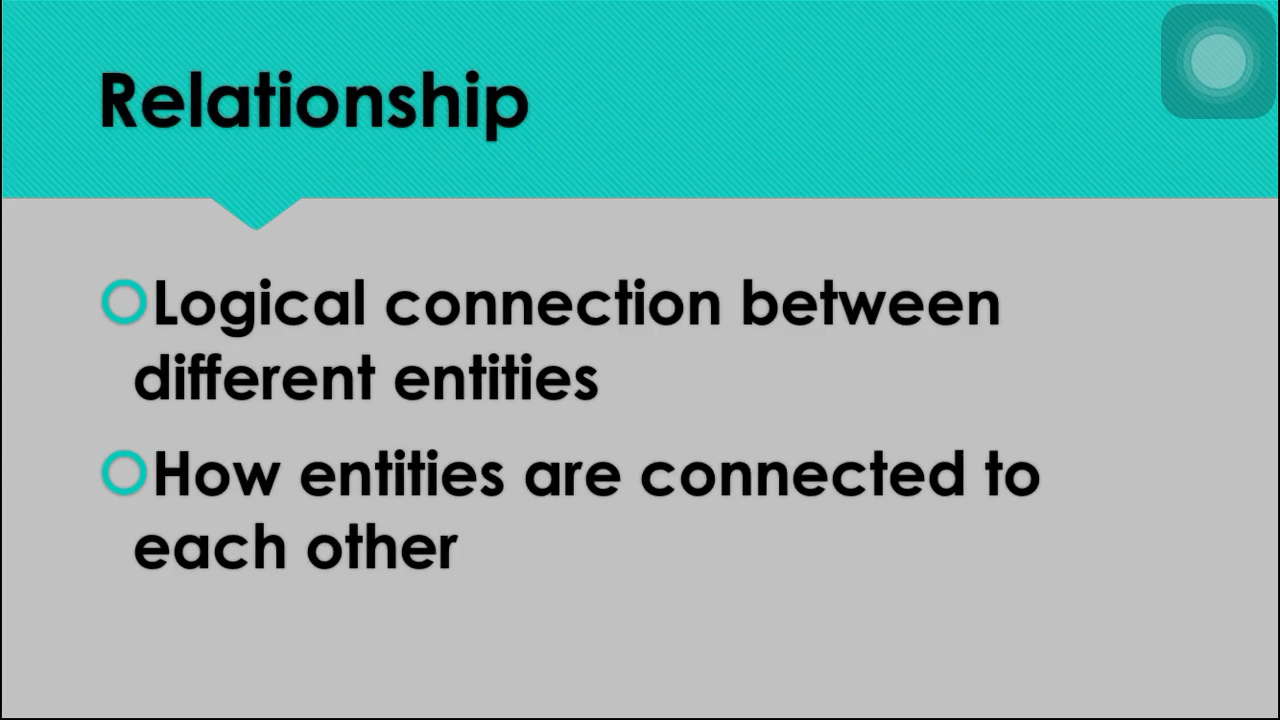 Relationship
Logical connection between
different entities
How entities are connected to
each other